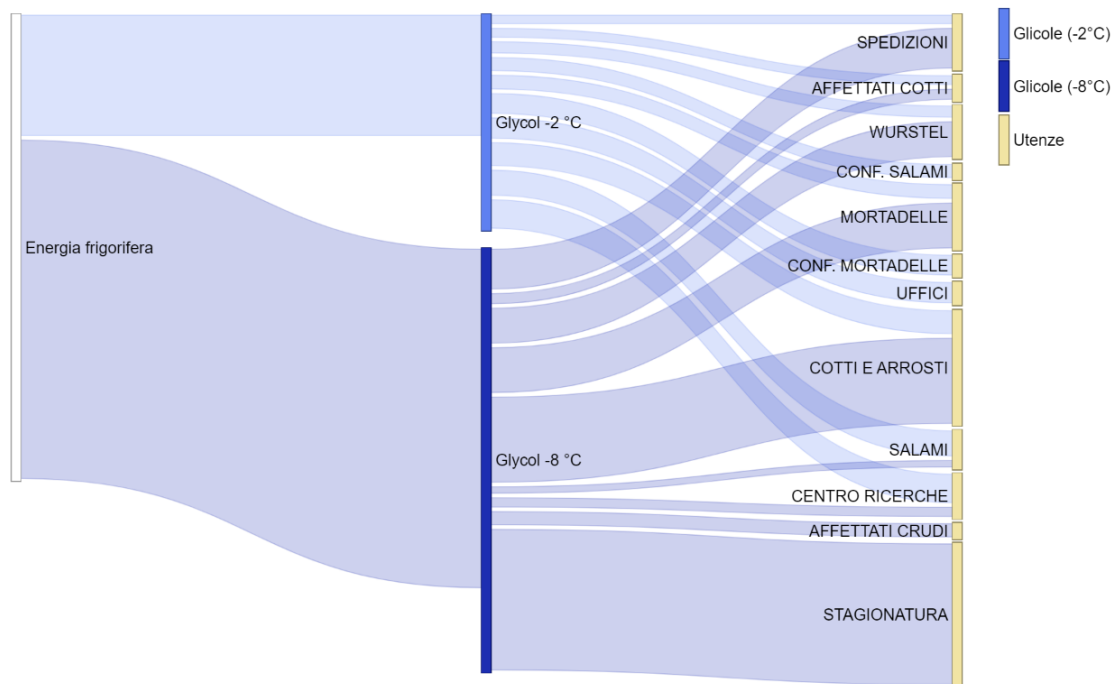 Energia frigorifera
Glycol -2 °C
Glycol -8 °C
SPEDIZIONI
AFFETTATI COTTI
WURSTEL
CONF. SALAMI
MORTADELLE
CONF. MORTADELLE
UFFICI
COTTI E ARROSTI
SALAMI
CENTRO RICERCHE
AFFETTATI CRUDI
STAGIONATURA
Glicole (-2°C)
Glicole (-8°C)
Utenze